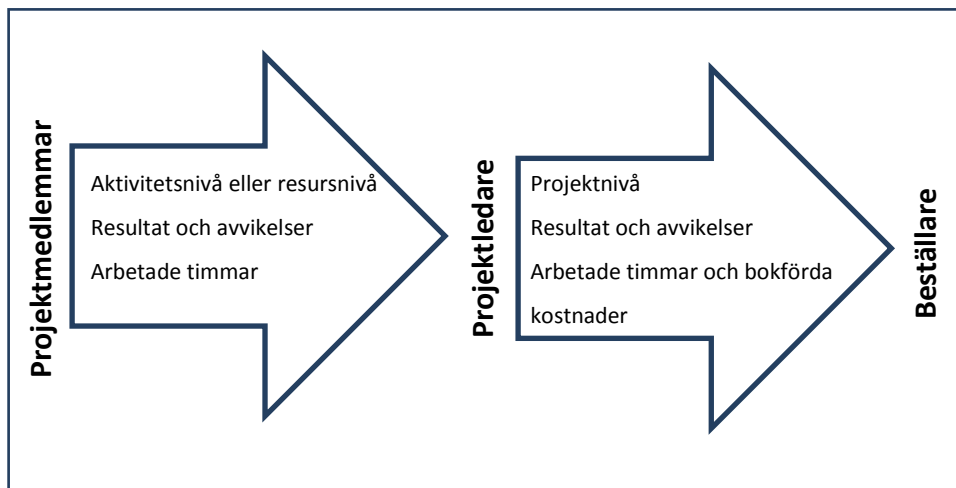 Projektmedlemmar
Aktivitetsnivå eller resursnivå
Resultat och avvikelser
Arbetade timmar
Projektledare
Projektnivå
Resultat och avvikelser
Arbetade timmar och bokförda
kostnader
Beställare